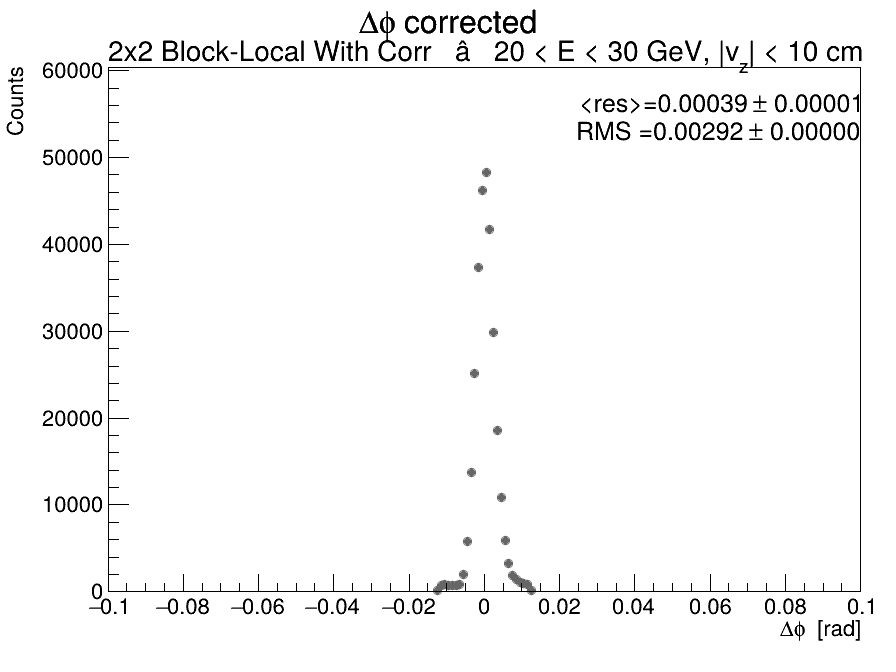 Δϕ corrected
2x2 Block-Local With Corr â 20 < E < 30 GeV, |v_z| < 10 cm
Counts
<res>=0.00039 ± 0.00001
RMS =0.00292 ± 0.00000
60000
50000
40000
30000
20000
10000
0
−0.1 −0.08 −0.06 −0.04 −0.02 0 0.02 0.04 0.06 0.08 0.1
Δϕ [rad]